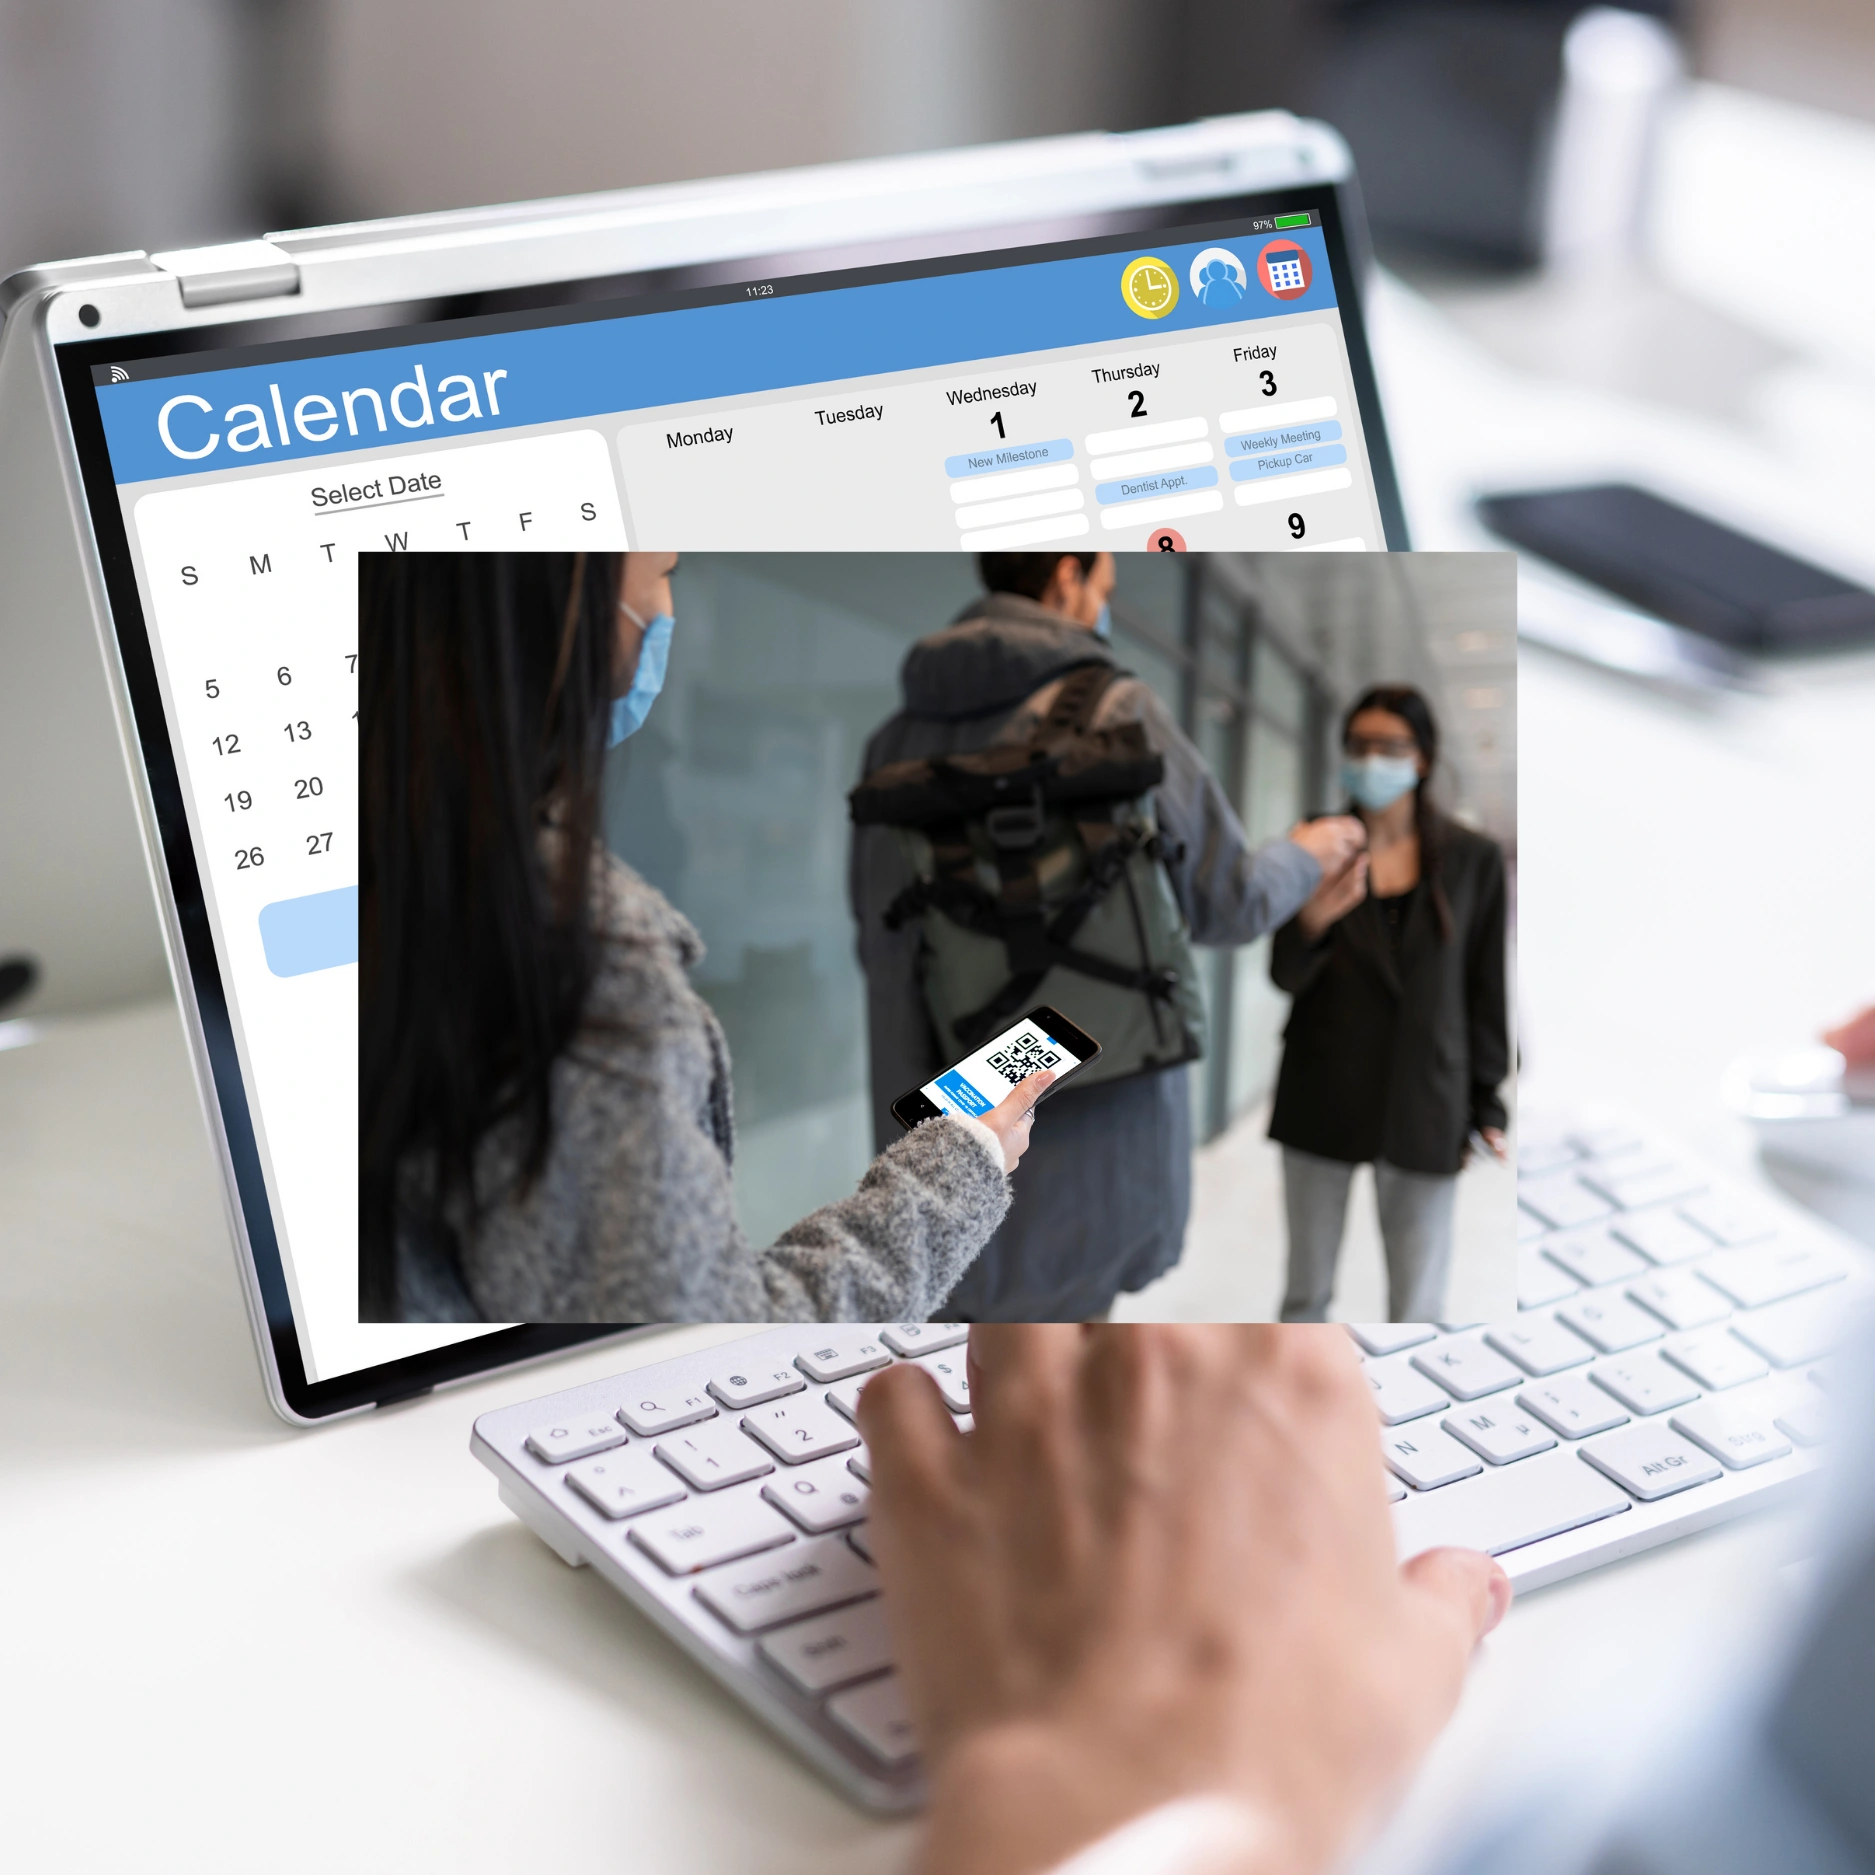 11:23
97%
Calendar
Select Date
S M T W T F S
5 6 7
12 13
19 20
26 27
Monday Tuesday Wednesday Thursday Friday
1 2 3
New Milestone
Dentist Appt.
Weekly Meeting
Pickup Car
8 9
VACCINATION
PASSPORT
Esc F1 F2 F3
! 1 " 2 $
Q @
Tab
Caps lock
K L
N M µ ; :
Alt Gr Strg